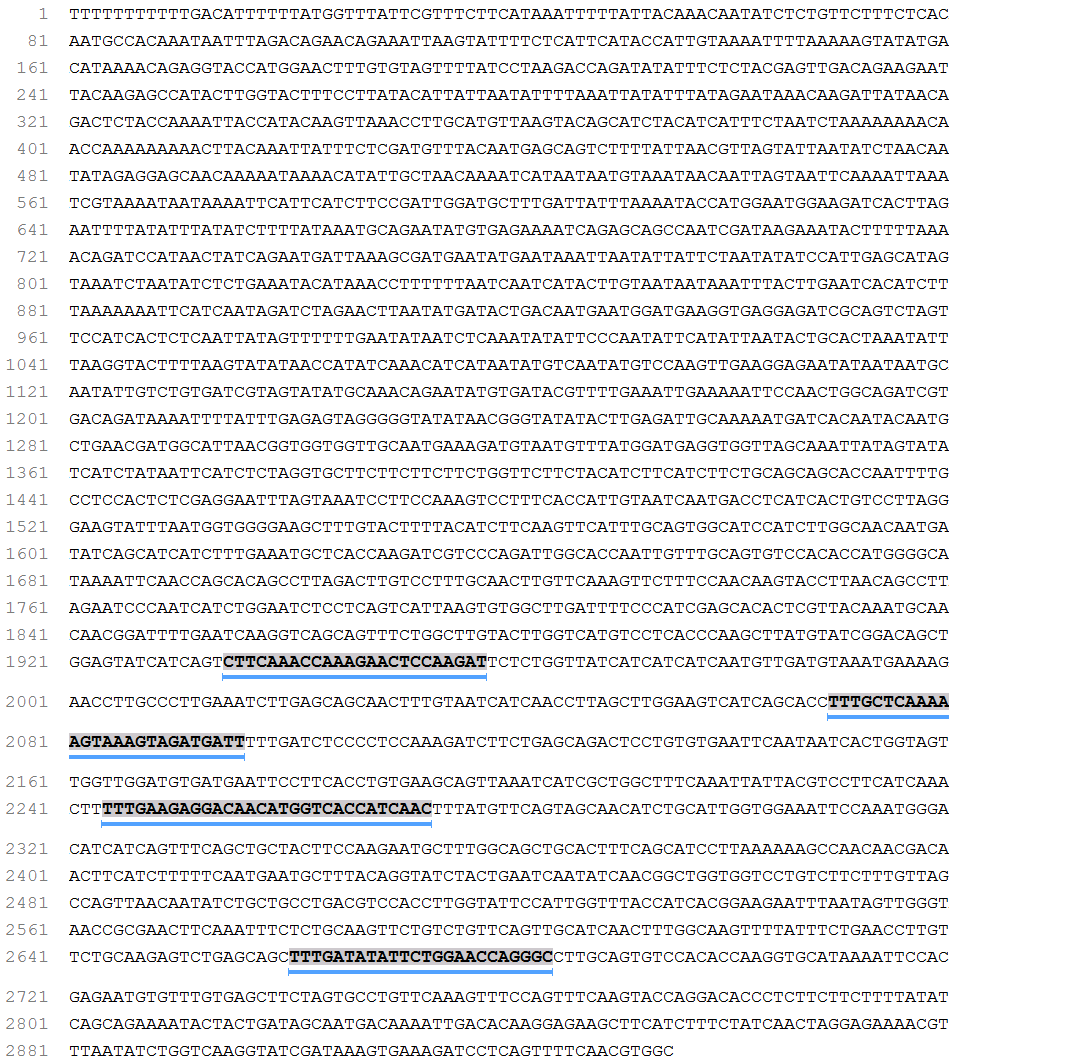 1 TTTTTTTTTTTGACATTTTTTATGGTTTATTCGTTTCTTCATAAATTTTTATTACAAACAATATCTCTGTTCTTTCTCAC
81 AATGCCACAAATAATTTAGACAGAACAGAAATTAAGTATTTTCTCATTCATACCATTGTAAAATTTTAAAAAGTATATGA
161 CATAAAACAGAGGTACCATGGAACTTTGTGTAGTTTTATCCTAAGACCAGATATATTTCTCTACGAGTTGACAGAAGAAT
241 TACAAGAGCCATACTTGGTACTTTCCTTATACATTATTAATATTTTAAATTATATTTATAGAATAAACAAGATTATAACA
321 GACTCTACCAAAATTACCATACAAGTTAAACCTTGCATGTTAAGTACAGCATCTACATCATTTCTAATCTAAAAAAAACA
401 ACCAAAAAAAAACTTACAAATTATTTCTCGATGTTTACAATGAGCAGTCTTTTATTAACGTTAGTATTAATATCTAACAA
481 TATAGAGGAGCAACAAAAATAAAACATATTGCTAACAAAATCATAATAATGTAAATAACAATTAGTAATTCAAAATTAAA
561 TCGTAAAATAATAAAATTCATTCATCTTCCGATTGGATGCTTTGATTATTTAAAATACCATGGAATGGAAGATCACTTAG
641 AATTTTATATTTATATCTTTTATAAATGCAGAATATGTGAGAAAATCAGAGCAGCCAATCGATAAGAAATACTTTTTAAA
721 ACAGATCCATAACTATCAGAATGATTAAAGCGATGAATATGAATAAATTAATATTATTCTAATATATCCATTGAGCATAG
801 TAAATCTAATATCTCTGAAATACATAAACCTTTTTTAATCAATCATACTTGTAATAATAAATTTACTTGAATCACATCTT
881 TAAAAAAATTCATCAATAGATCTAGAACTTAATATGATACTGACAATGAATGGATGAAGGTGAGGAGATCGCAGTCTAGT
961 TCCATCACTCTCAATTATAGTTTTTTGAATATAATCTCAAATATATTCCCAATATTCATATTAATACTGCACTAAATATT
1041 TAAGGTACTTTTAAGTATATAACCATATCAAACATCATAATATGTCAATATGTCCAAGTTGAAGGAGAATATAATAATGC
1121 AATATTGTCTGTGATCGTAGTATATGCAAACAGAATATGTGATACGTTTTGAAATTGAAAAATTCCAACTGGCAGATCGT
1201 GACAGATAAAATTTTATTTGAGAGTAGGGGGTATATAACGGGTATATACTTGAGATTGCAAAAATGATCACAATACAATG
1281 CTGAACGATGGCATTAACGGTGGTGGTTGCAATGAAAGATGTAATGTTTATGGATGAGGTGGTTAGCAAATTATAGTATA
1361 TCATCTATAATTCATCTCTAGGTGCTTCTTCTTCTTCTGGTTCTTCTACATCTTCATCTTCTGCAGCAGCACCAATTTTG
1441 CCTCCACTCTCGAGGAATTTAGTAAATCCTTCCAAAGTCCTTTCACCATTGTAATCAATGACCTCATCACTGTCCTTAGG
1521 GAAGTATTTAATGGTGGGGAAGCTTTGTACTTTTACATCTTCAAGTTCATTTGCAGTGGCATCCATCTTGGCAACAATGA
1601 TATCAGCATCATCTTTGAAATGCTCACCAAGATCGTCCCAGATTGGCACCAATTGTTTGCAGTGTCCACACCATGGGGCA
1681 TAAAATTCAACCAGCACAGCCTTAGACTTGTCCTTTGCAACTTGTTCAAAGTTCTTTCCAACAAGTACCTTAACAGCCTT
1761 AGAATCCCAATCATCTGGAATCTCCTCAGTCATTAAGTGTGGCTTGATTTTCCCATCGAGCACACTCGTTACAAATGCAA
1841 CAACGGATTTTGAATCAAGGTCAGCAGTTTCTGGCTTGTACTTGGTCATGTCCTCACCCAAGCTTATGTATCGGACAGCT
1921 GGAGTATCATCAGTCTTCAAACCAAAGAACTCCAAGATTCTCTGGTTATCATCATCATCAATGTTGATGTAAATGAAAAG
2001 AACCTTGCCCTTGAAATCTTGAGCAGCAACTTTGTAATCATCAACCTTAGCTTGGAAGTCATCAGCACCTTTGCTCAAAA
2081 AGTAAAGTAGATGATTTTTGATCTCCCCTCCAAAGATCTTCTGAGCAGACTCCTGTGTGAATTCAATAATCACTGGTAGT
2161 TGGTTGGATGTGATGAATTCCTTCACCTGTGAAGCAGTTAAATCATCGCTGGCTTTCAAATTATTACGTCCTTCATCAAA
2241 CTTTTTGAAGAGGACAACATGGTCACCATCAACTTTATGTTCAGTAGCAACATCTGCATTGGTGGAAATTCCAAATGGGA
2321 CATCATCAGTTTCAGCTGCTACTTCCAAGAATGCTTTGGCAGCTGCACTTTCAGCATCCTTAAAAAAGCCAACAACGACA
2401 ACTTCATCTTTTTCAATGAATGCTTTACAGGTATCTACTGAATCAATATCAACGGCTGGTGGTCCTGTCTTCTTTGTTAG
2481 CCAGTTAACAATATCTGCTGCCTGACGTCCACCTTGGTATTCCATTGGTTTACCATCACGGAAGAATTTAATAGTTGGGT
2561 AACCGCGAACTTCAAATTTCTCTGCAAGTTCTGTCTGTTCAGTTGCATCAACTTTGGCAAGTTTTATTTCTGAACCTTGT
2641 TCTGCAAGAGTCTGAGCAGCTTTGATATATTCTGGAACCAGGGCCTTGCAGTGTCCACACCAAGGTGCATAAAATTCCAC
2721 GAGAATGTGTTTGTGAGCTTCTAGTGCCTGTTCAAAGTTTCCAGTTTCAAGTACCAGGACACCCTCTTCTTCTTTTATAT
2801 CAGCAGAAAATACTACTGATAGCAATGACAAAATTGACACAAGGAGAAGCTTCATCTTTCTATCAACTAGGAGAAAACGT
2881 TTAATATCTGGTCAAGGTATCGATAAAGTGAAAGATCCTCAGTTTTCAACGTGGC